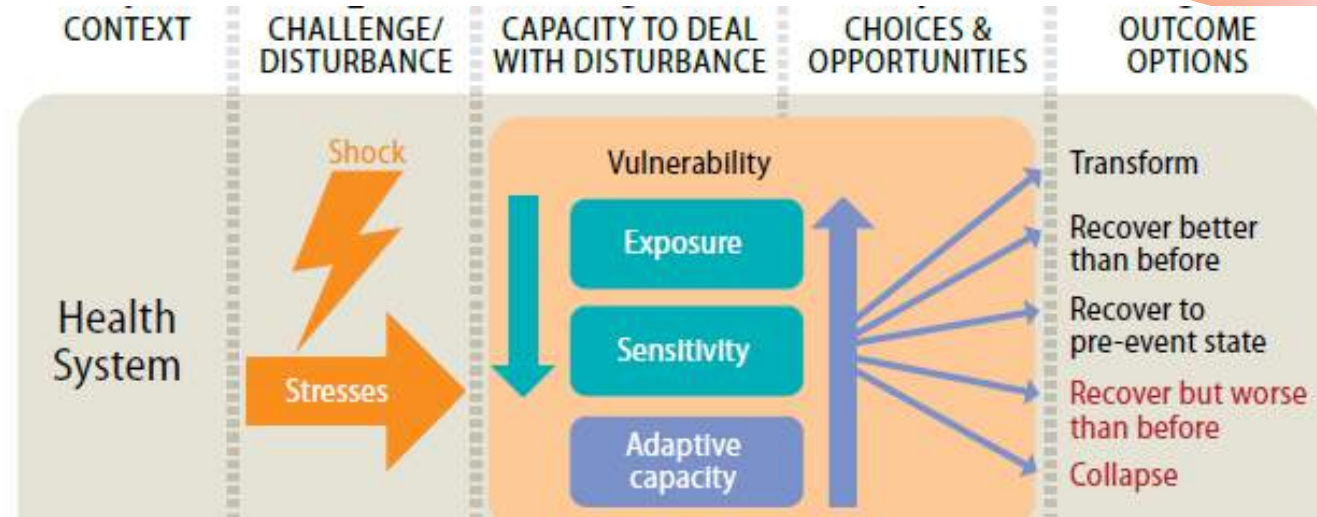 CONTEXT
CHALLENGE/
DISTURBANCE
CAPACITY TO DEAL
WITH DISTURBANCE
CHOICES &
OPPORTUNITIES
OUTCOME
OPTIONS
Health
System
Shock
Stresses
Vulnerability
Exposure
Sensitivity
Adaptive
capacity
Transform
Recover better
than before
Recover to
pre-event state
Recover but worse
than before
Collapse